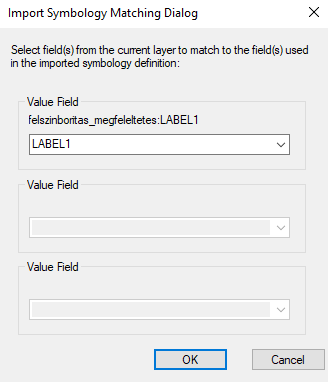 Import Symbology Matching Dialog
Select field(s) from the current layer to match to the field(s) used
in the imported symbology definition:
Value Field
felszinboritas_megfeleltetes:LABEL1
LABEL1
Value Field
Value Field
OK
Cancel